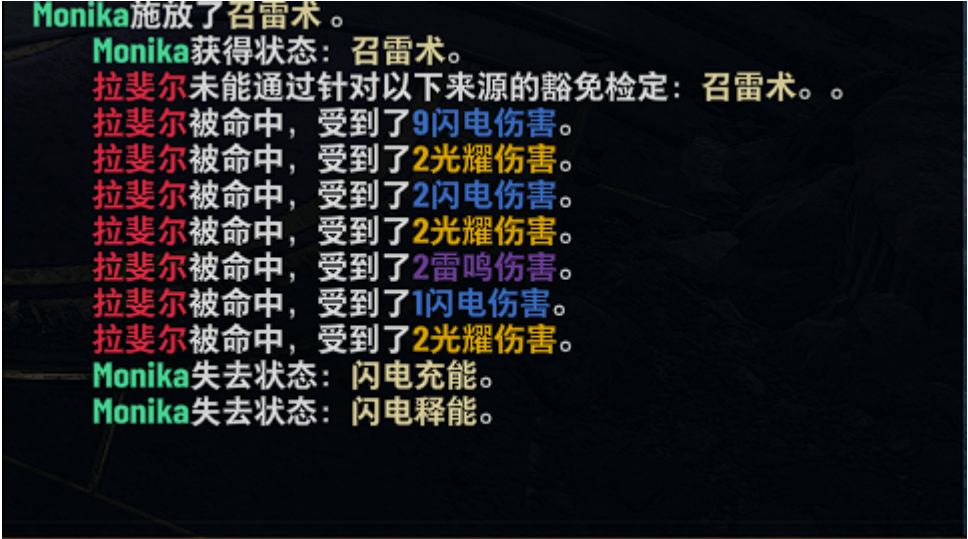 Monika施放了召雷术。
Monika获得状态：召雷术。
拉斐尔未能通过针对以下来源的豁免检定：召雷术。。
拉斐尔被命中，受到了9闪电伤害。
拉斐尔被命中，受到了2光耀伤害。
拉斐尔被命中，受到了2闪电伤害。
拉斐尔被命中，受到了2光耀伤害。
拉斐尔被命中，受到了2雷鸣伤害。
拉斐尔被命中，受到了1闪电伤害。
拉斐尔被命中，受到了2光耀伤害。
Monika失去状态：闪电充能。
Monika失去状态：闪电释能。